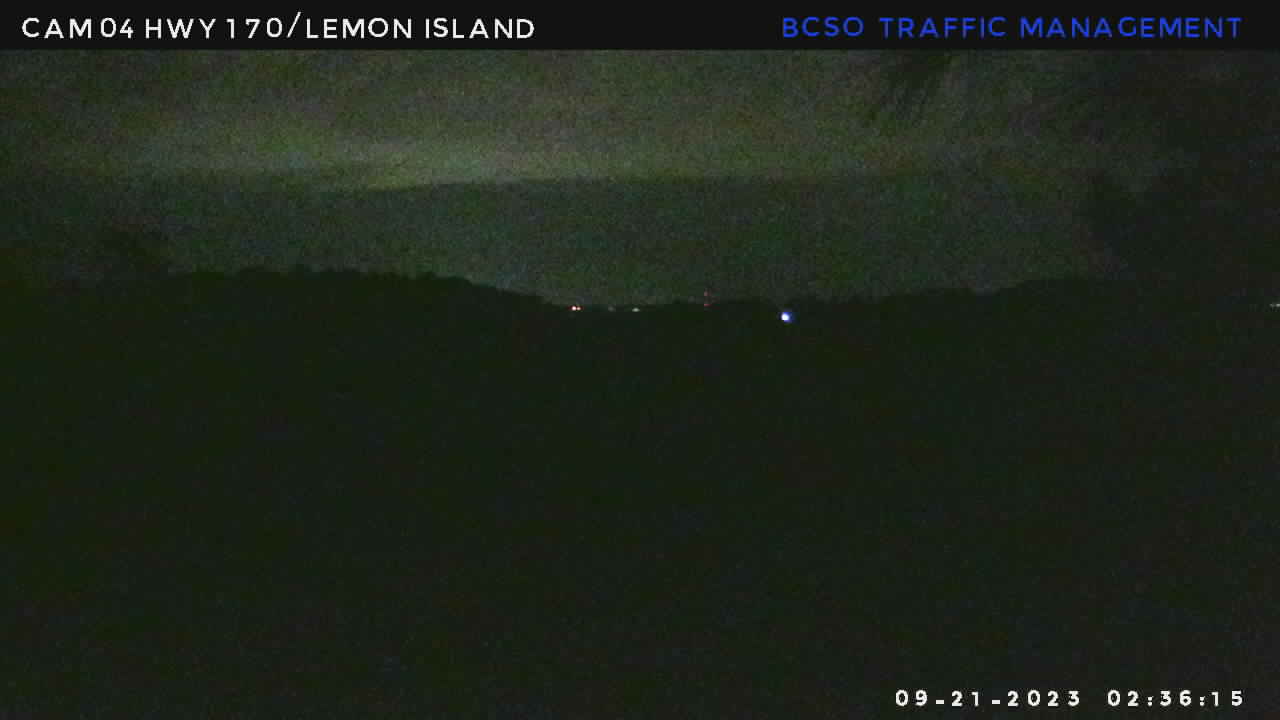 CAM04 HWY 170/LEMON ISLAND
BCSO TRAFFIC MANAGEMENT
09-21-2023 02:36:15